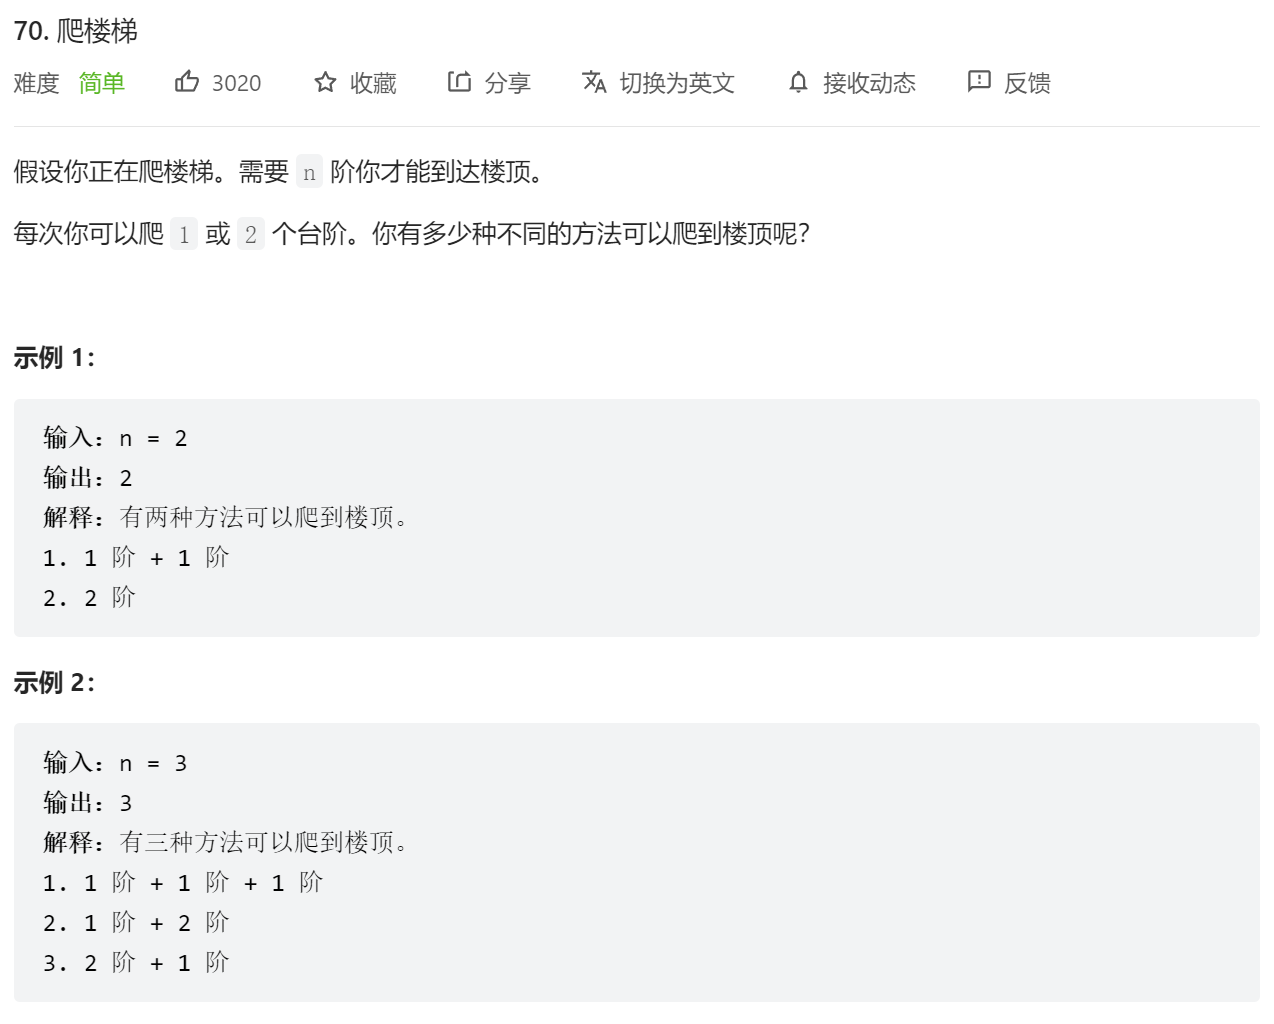 70. 爬楼梯
难度 简单 3020 收藏 分享 切换为英文 接收动态 反馈
假设你正在爬楼梯。需要 n 阶你才能到达楼顶。
每次你可以爬 1 或 2 个台阶。你有多少种不同的方法可以爬到楼顶呢？
示例 1：
输入：n = 2
输出：2
解释：有两种方法可以爬到楼顶。
1. 1 阶 + 1 阶
2. 2 阶
示例 2：
输入：n = 3
输出：3
解释：有三种方法可以爬到楼顶。
1. 1 阶 + 1 阶 + 1 阶
2. 1 阶 + 2 阶
3. 2 阶 + 1 阶